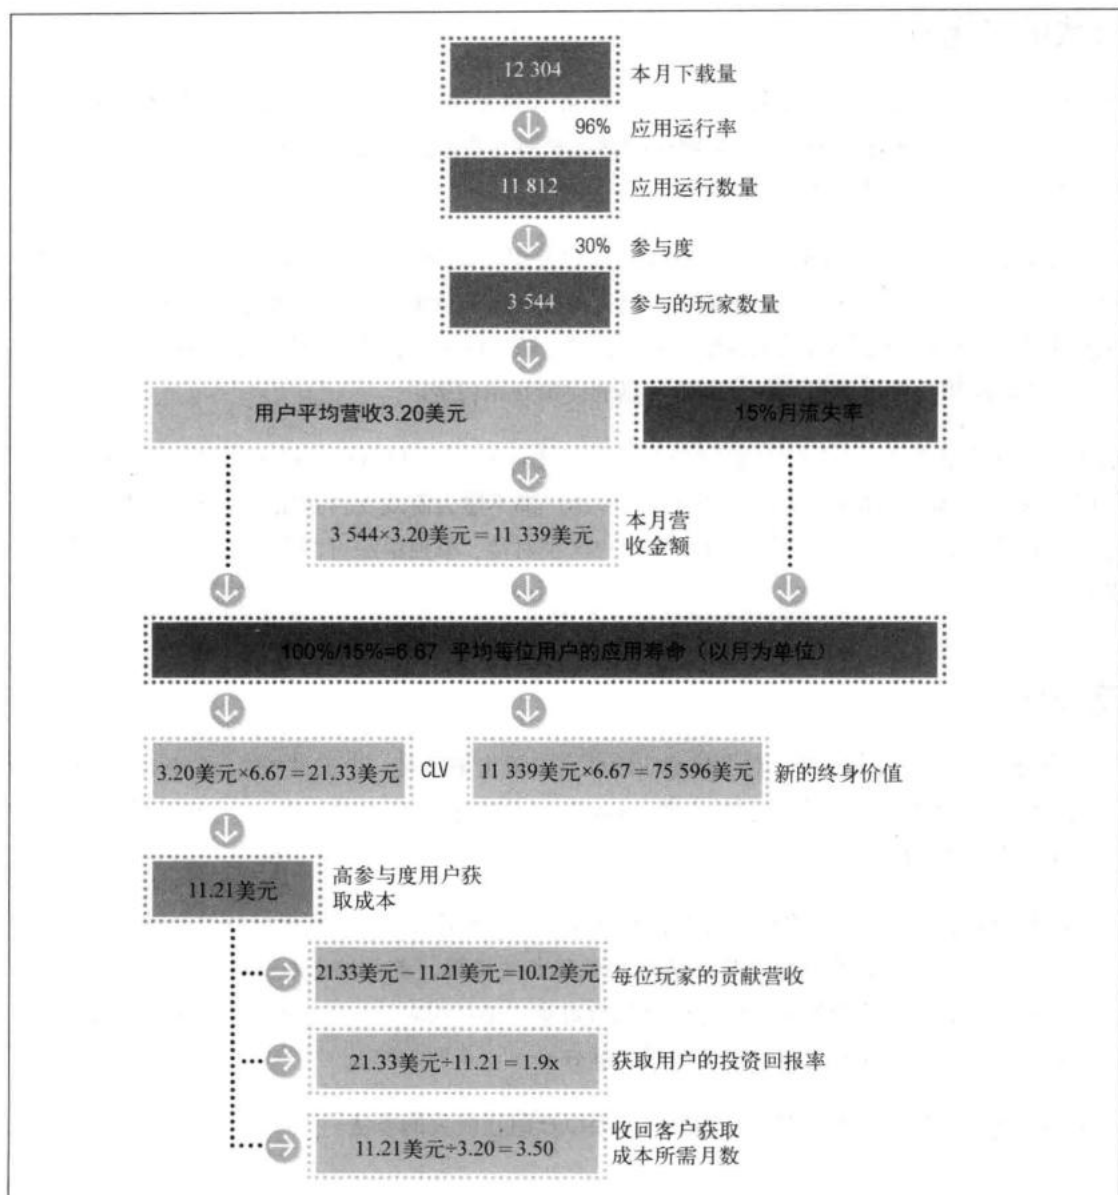 12 304
本月下载量
96% 应用运行率
11 812
应用运行数量
30% 参与度
3 544
参与的玩家数量
用户平均营收3.20美元
15%月流失率
3 544×3.20美元=11 339美元
本月营
收金额
100%/15%=6.67 平均每位用户的应用寿命（以月为单位）
3.20美元×6.67=21.33美元
CLV
11 339美元×6.67=75 596美元
新的终身价值
11.21美元
高参与度用户获
取成本
21.33美元-11.21美元=10.12美元
每位玩家的贡献营收
21.33美元÷11.21=1.9x
获取用户的投资回报率
11.21美元÷3.20=3.50
收回客户获取
成本所需月数